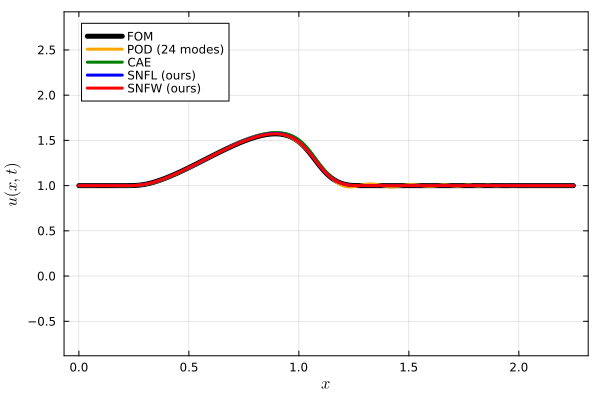 FOM
POD (24 modes)
CAE
SNFL (ours)
SNFW (ours)
2.5
2.0
1.5
1.0
0.5
0.0
−0.5
u(x, t)
0.0 0.5 1.0 1.5 2.0
x